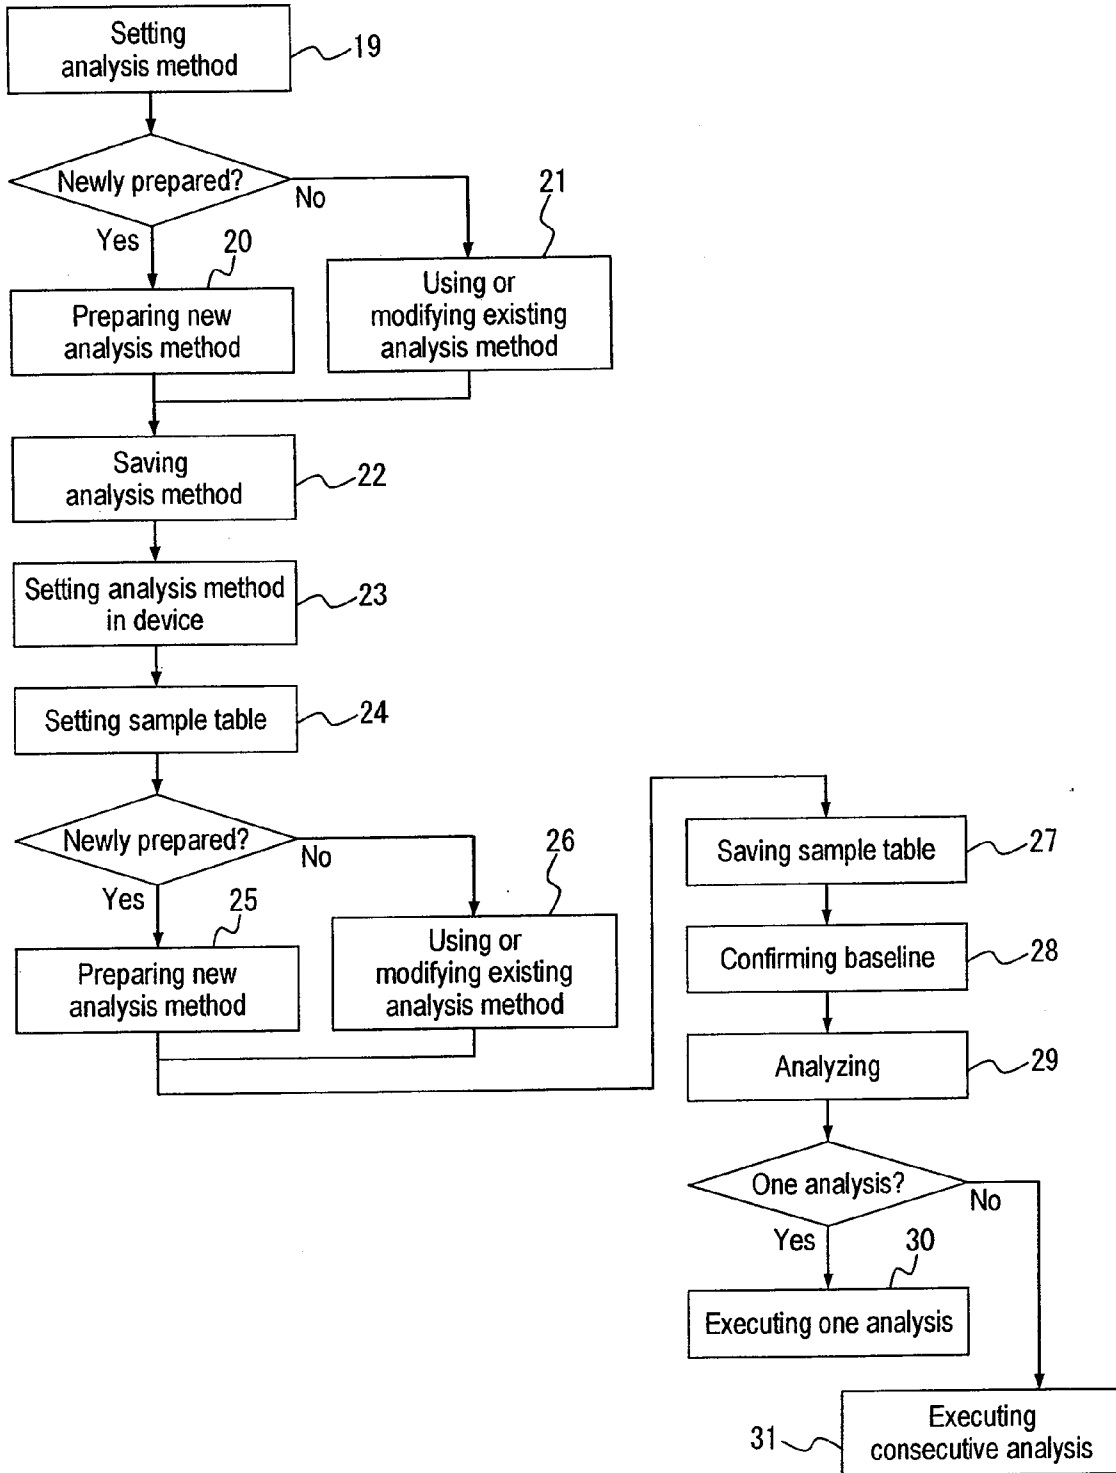 Setting
analysis method
19
Newly prepared?
No
Yes
20
21
Preparing new
analysis method
Using or
modifying existing
analysis method
Saving
analysis method
22
Setting analysis method
in device
23
Setting sample table
24
Newly prepared?
No
Yes
25
26
Preparing new
analysis method
Using or
modifying existing
analysis method
Saving sample table
27
Confirming baseline
28
Analyzing
29
One analysis?
No
Yes
30
Executing one analysis
31
Executing
consecutive analysis